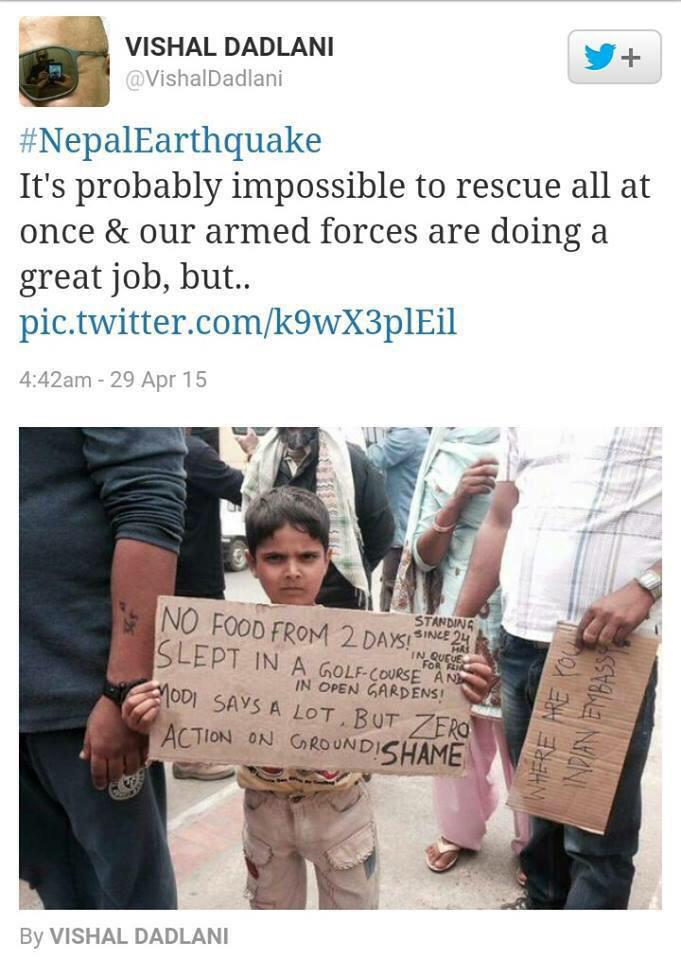 VISHAL DADLANI
@VishalDadlani
#NepalEarthquake
It's probably impossible to rescue all at
once & our armed forces are doing a
great job, but..
pic.twitter.com/k9wX3plEil
4:42am - 29 Apr 15
NO FOOD FROM 2 DAYS!
STANDING
SINCE 24
HRS
IN QUEUE
FOR
SLEPT IN A GOLF-COURSE AND
IN OPEN GARDENS!
MODI SAYS A LOT, BUT ZERO
ACTION ON GROUND! SHAME
WHERE ARE YOU
INDIAN EMBASSY
By VISHAL DADLANI